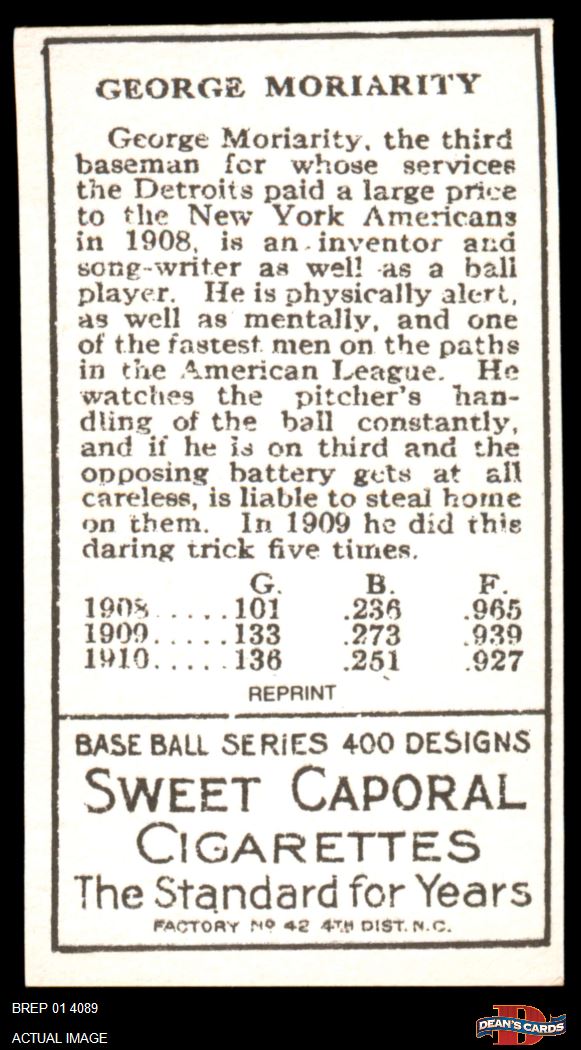 GEORGE MORIARITY
George Moriarity, the third
baseman for whose services
the Detroits paid a large price
to the New York Americans
in 1908, is an inventor and
song-writer as well as a ball
player. He is physically alert,
as well as mentally, and one
of the fastest men on the paths
in the American League. He
watches the pitcher's han-
dling of the ball constantly,
and if he is on third and the
opposing battery gets at all
careless, is liable to steal home
on them. In 1909 he did this
daring trick five times.
G. B. F.
1908.....101 .236 .965
1909.....133 .273 .939
1910.....136 .251 .927
REPRINT
BASE BALL SERIES 400 DESIGNS
SWEET CAPORAL
CIGARETTES
The Standard for Years
FACTORY Nº 42 4TH DIST. N.C.
BREP 01 4089
ACTUAL IMAGE
D
DEAN'S CARDS